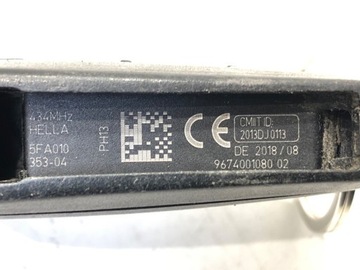 434MHz
HELLA
5FA010
353-04
PH13
CE
CMIIT ID:
2013DJ0113
DE 2018/08
9674001080 02